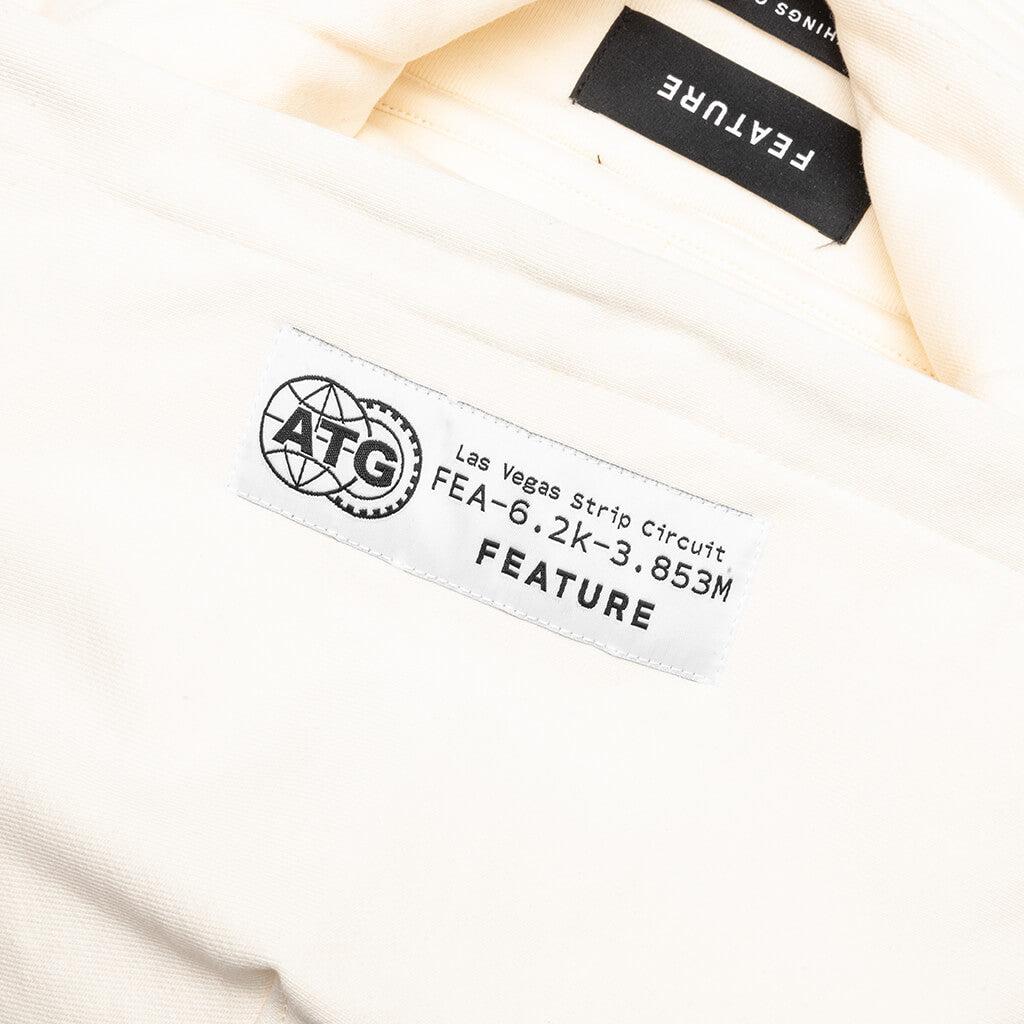 FEATURE
ATG
Las Vegas Strip Circuit
FEA-6.2k-3.853M
FEATURE